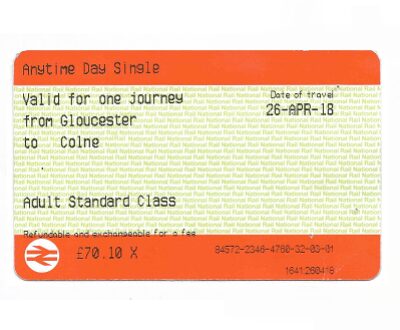 Anytime Day Single
Valid for one journey
Date of travel
from Gloucester
26-APR-18
to Colne
Adult Standard Class
Refundable and exchangeable for a fee
£70.10 X
84572-2346-4760-32-03-01
1641260418